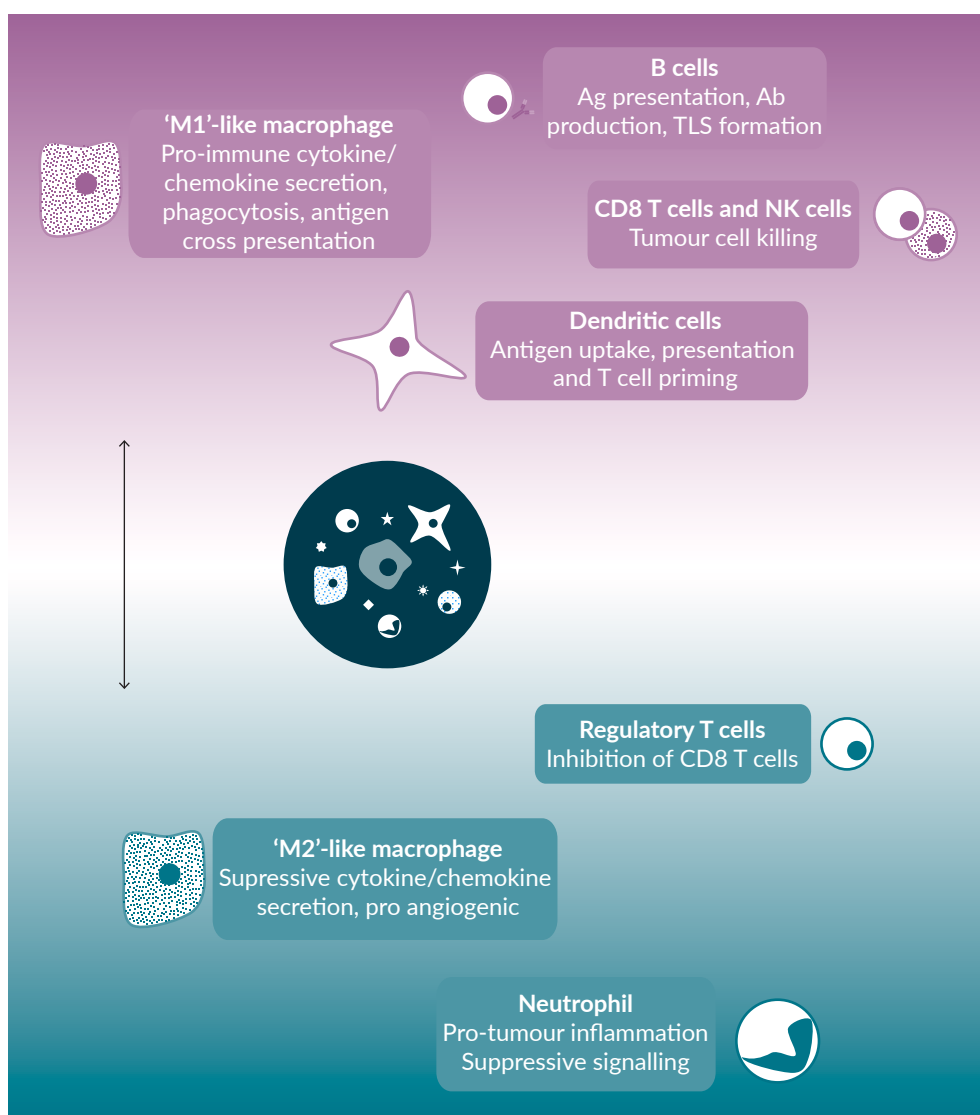 B cells
Ag presentation, Ab
production, TLS formation
‘M1’-like macrophage
Pro-immune cytokine/
chemokine secretion,
phagocytosis, antigen
cross presentation
CD8 T cells and NK cells
Tumour cell killing
Dendritic cells
Antigen uptake, presentation
and T cell priming
Regulatory T cells
Inhibition of CD8 T cells
‘M2’-like macrophage
Supressive cytokine/chemokine
secretion, pro angiogenic
Neutrophil
Pro-tumour inflammation
Suppressive signalling